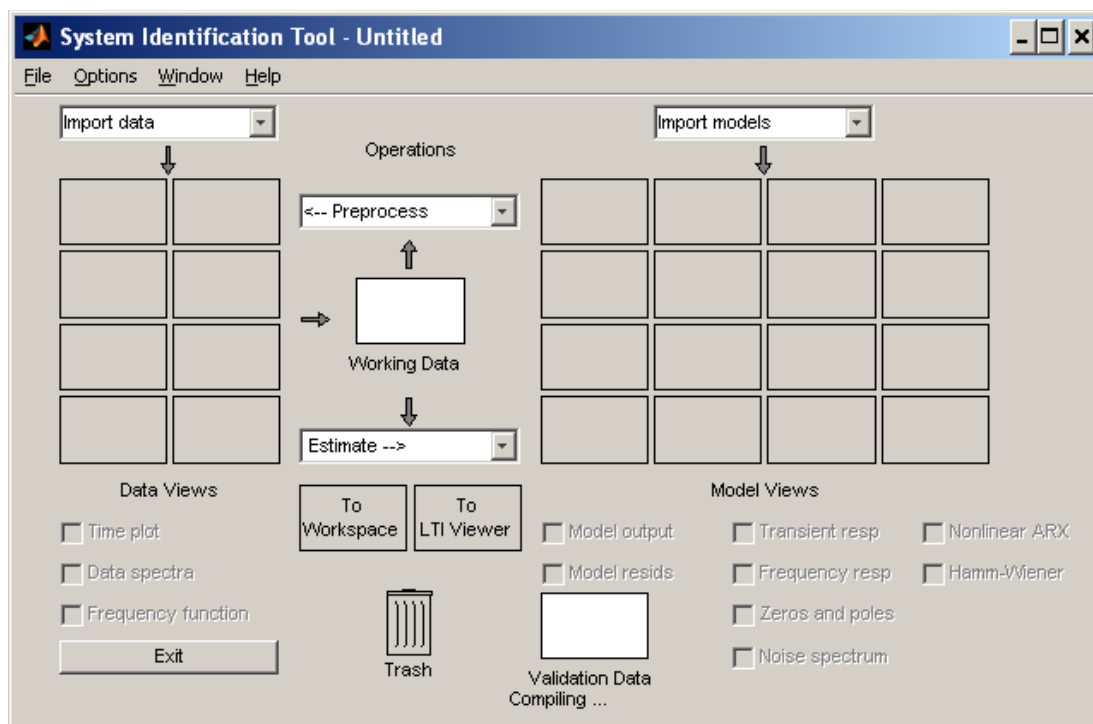 System Identification Tool - Untitled
File Options Window Help
Import data
Import models
Operations
<-- Preprocess
Working Data
Estimate -->
Data Views
To Workspace
To LTI Viewer
Model Views
Time plot
Data spectra
Frequency function
Exit
Trash
Model output
Model resids
Transient resp
Frequency resp
Zeros and poles
Noise spectrum
Nonlinear ARX
Hamm-Wiener
Validation Data
Compiling ...